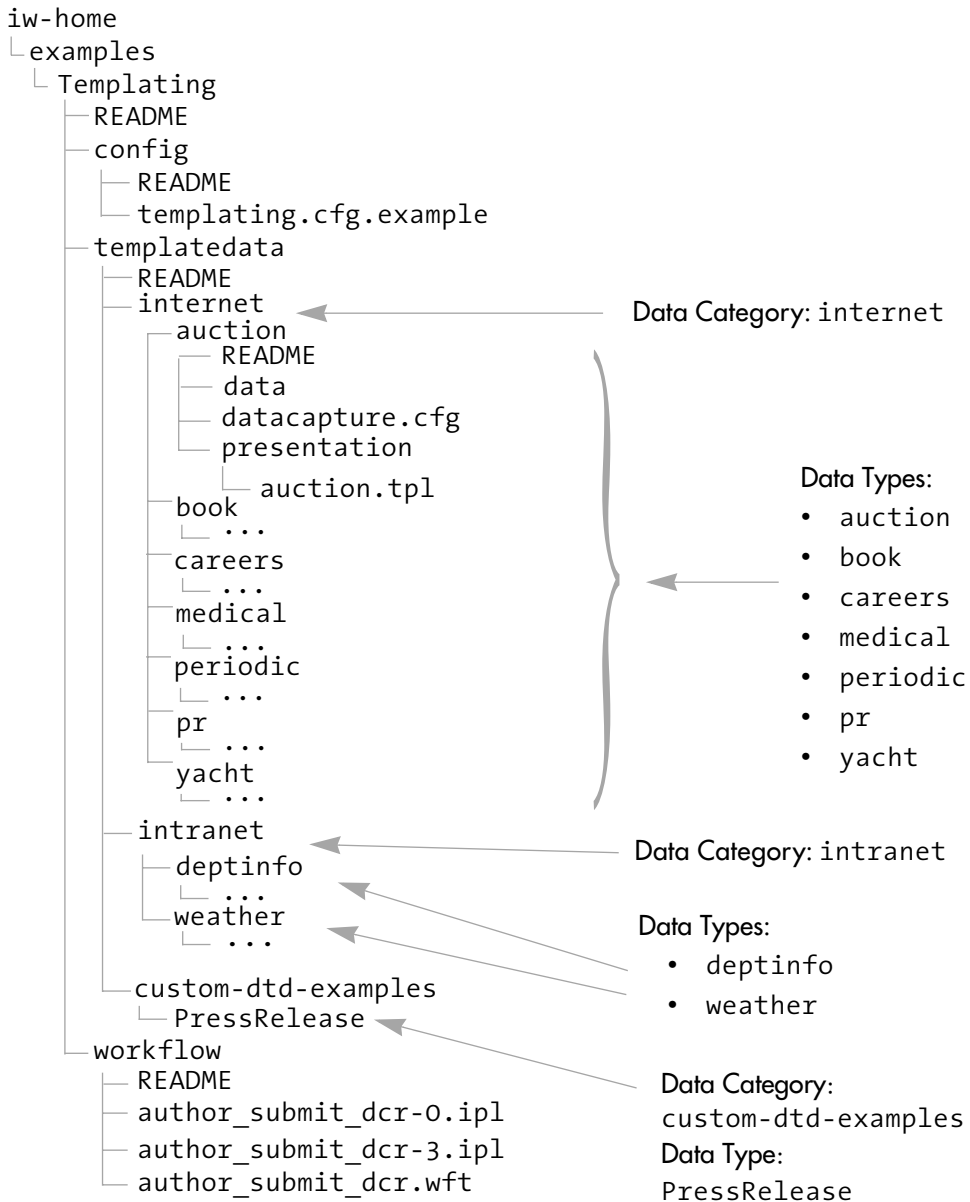 iw-home
examples
Templating
README
config
README
templating.cfg.example
templatedata
README
internet
Data Category: internet
auction
README
data
datacapture.cfg
presentation
auction.tpl
book
...
careers
...
medical
...
periodic
...
pr
...
yacht
...
Data Types:
• auction
• book
• careers
• medical
• periodic
• pr
• yacht
intranet
Data Category: intranet
deptinfo
...
weather
...
Data Types:
• deptinfo
• weather
custom-dtd-examples
PressRelease
Data Category:
custom-dtd-examples
Data Type:
PressRelease
workflow
README
author_submit_dcr-0.ipl
author_submit_dcr-3.ipl
author_submit_dcr.wft